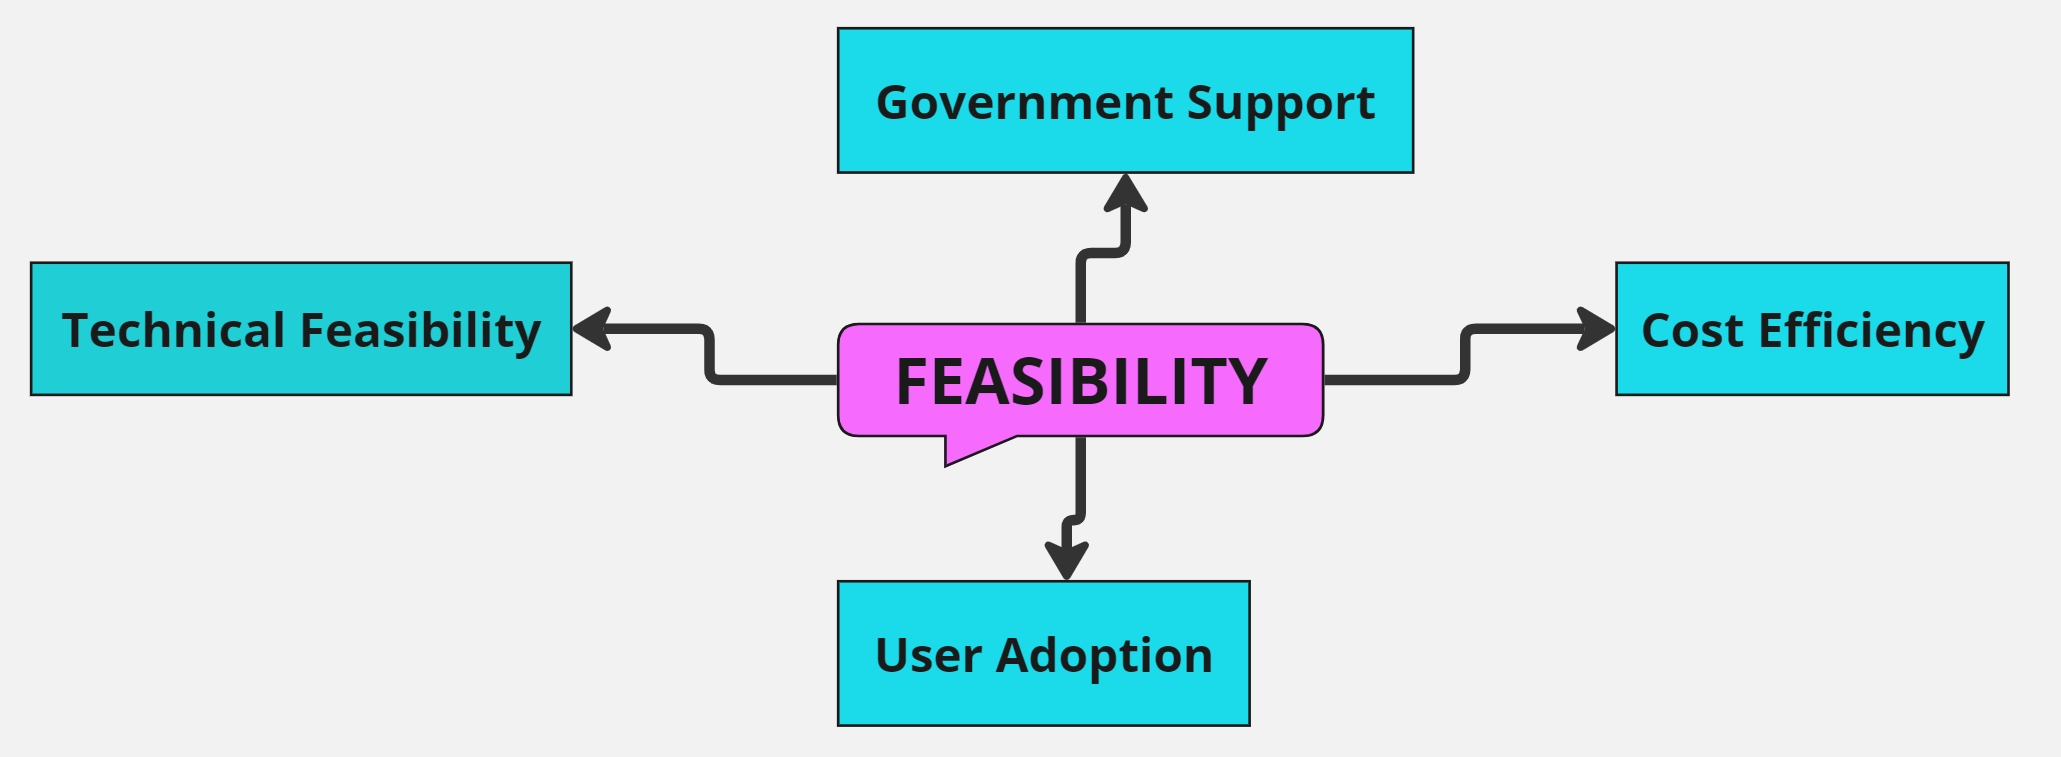 Government Support
Technical Feasibility
Cost Efficiency
FEASIBILITY
User Adoption